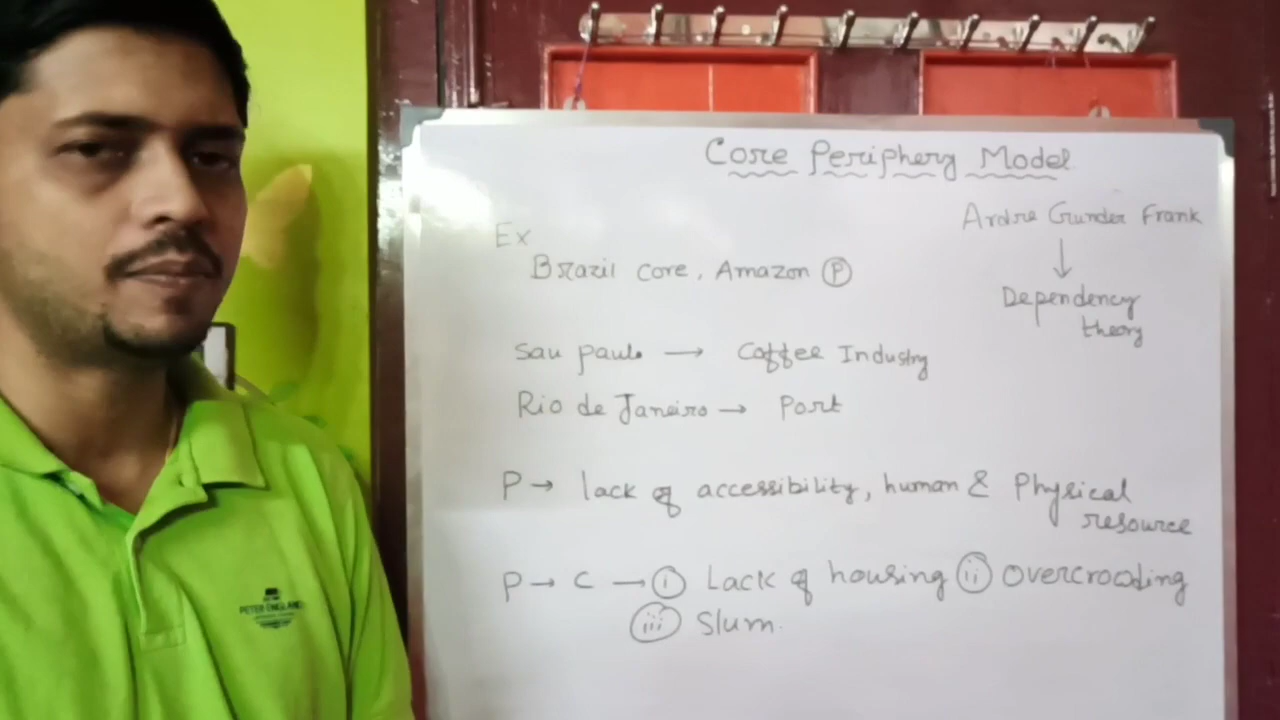 Core Periphery Model
Ardre Gunder Frank
Ex
Brazil core, Amazon P
Dependency
theory
Sau paulo → Coffee Industry
Rio de Janeiro → Port
P → lack of accessibility, human & Physical
resource
P → C → i Lack of housing ii Overcrowding
iii Slum.
PETER ENGLAND